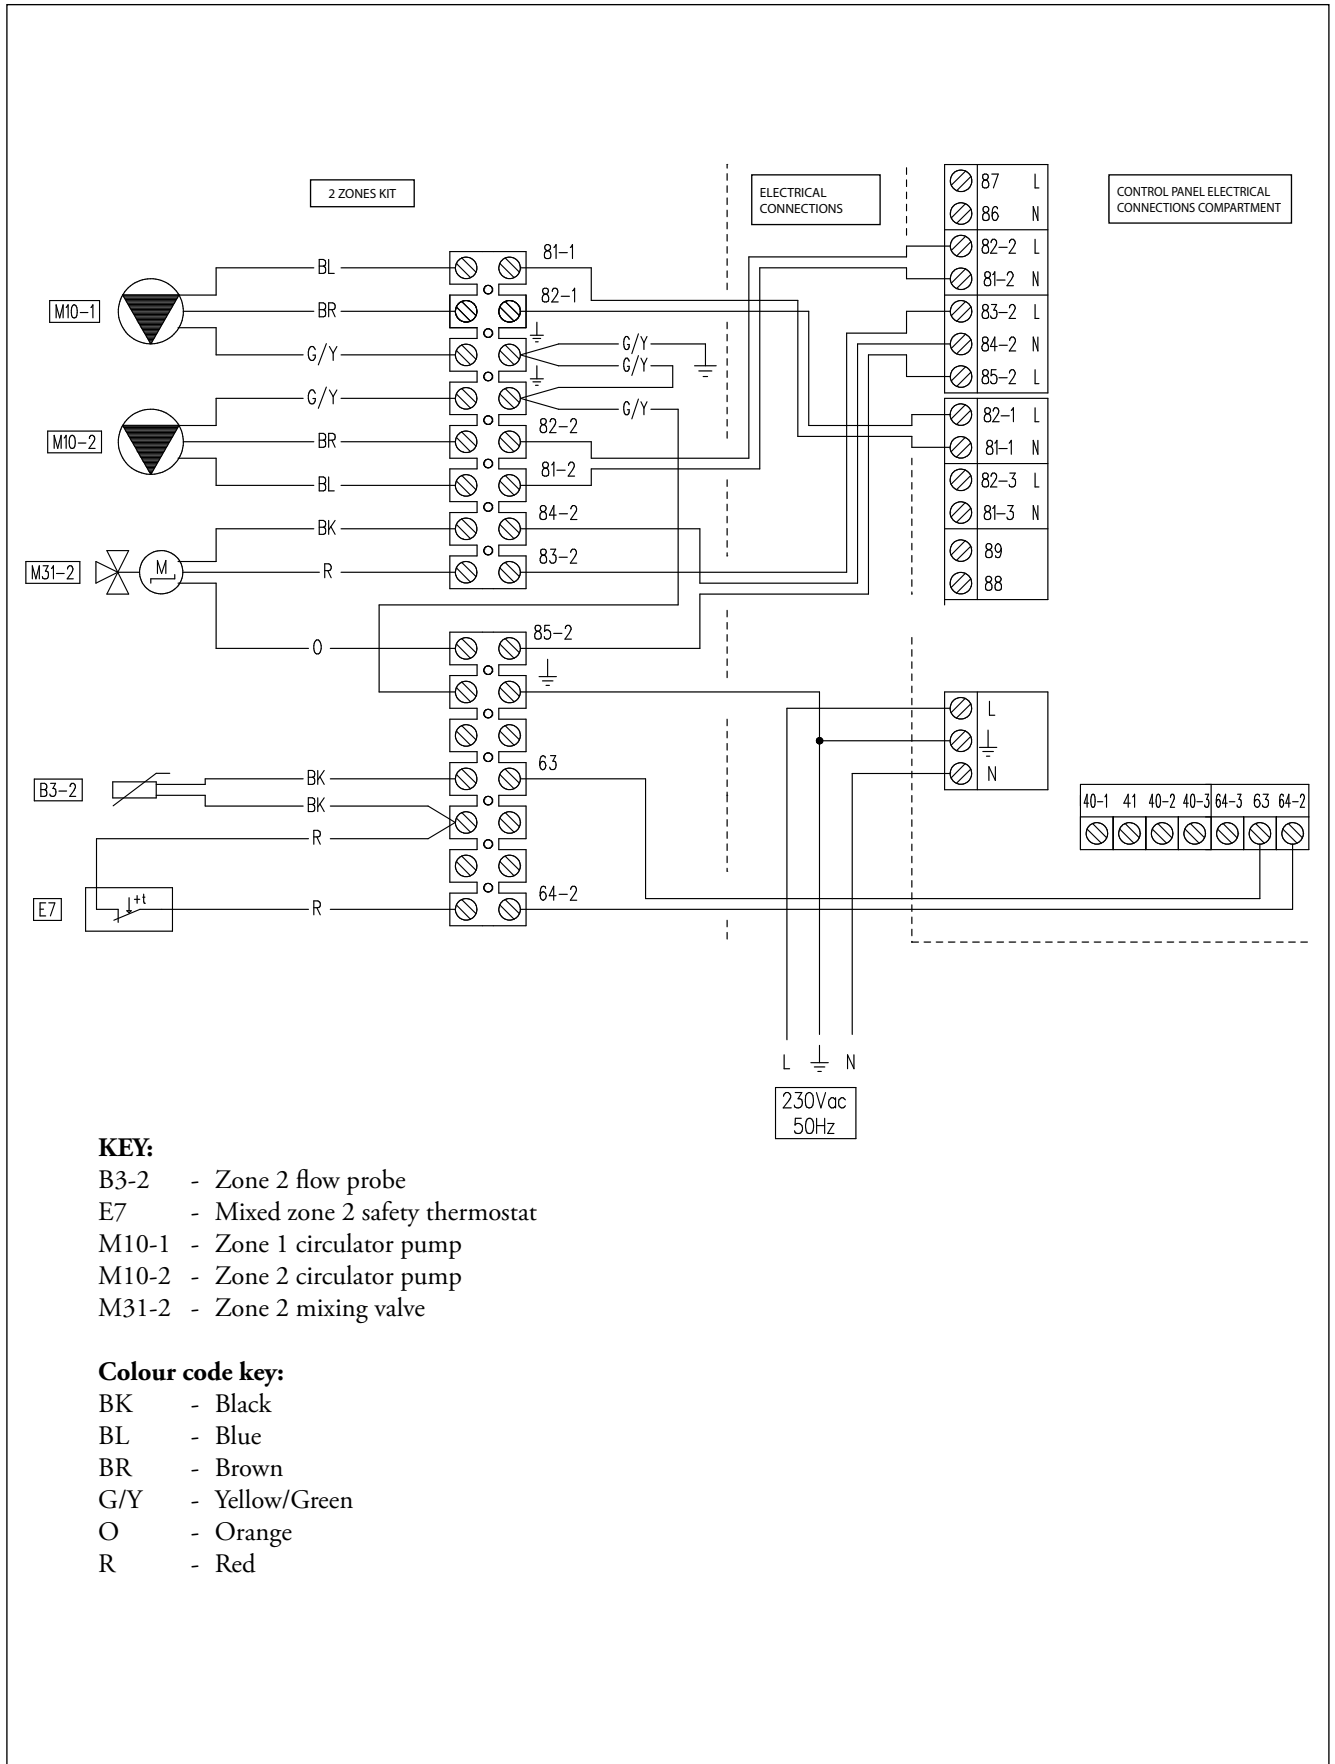 2 ZONES KIT
ELECTRICAL
CONNECTIONS
CONTROL PANEL ELECTRICAL
CONNECTIONS COMPARTMENT
M10-1
BL
BR
G/Y
M10-2
G/Y
BR
BL
M31-2
M
BK
R
O
B3-2
BK
BK
R
E7
+t
R
81-1
82-1
G/Y
G/Y
G/Y
82-2
81-2
84-2
83-2
85-2
63
64-2
87 L
86 N
82-2 L
81-2 N
83-2 L
84-2 N
85-2 L
82-1 L
81-1 N
82-3 L
81-3 N
89
88
L
N
40-1 41 40-2 40-3 64-3 63 64-2
L N
230Vac
50Hz
KEY:
B3-2 - Zone 2 flow probe
E7 - Mixed zone 2 safety thermostat
M10-1 - Zone 1 circulator pump
M10-2 - Zone 2 circulator pump
M31-2 - Zone 2 mixing valve
Colour code key:
BK - Black
BL - Blue
BR - Brown
G/Y - Yellow/Green
O - Orange
R - Red